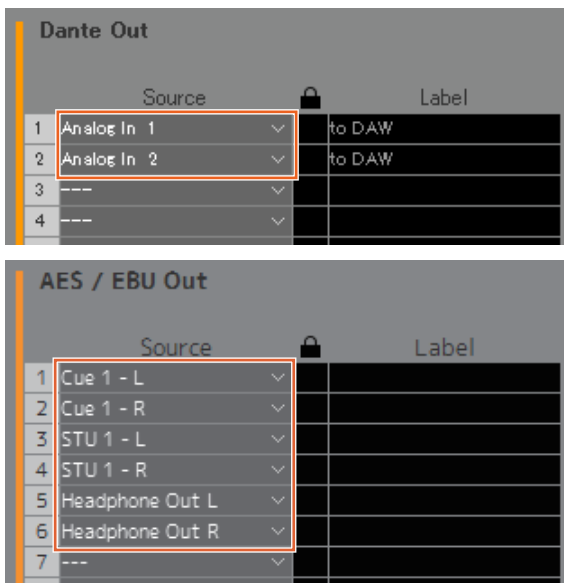 Dante Out
Source Label
1 Analog In 1 to DAW
2 Analog In 2 to DAW
3 ---
4 ---
AES / EBU Out
Source Label
1 Cue 1 - L
2 Cue 1 - R
3 STU 1 - L
4 STU 1 - R
5 Headphone Out L
6 Headphone Out R
7 ---